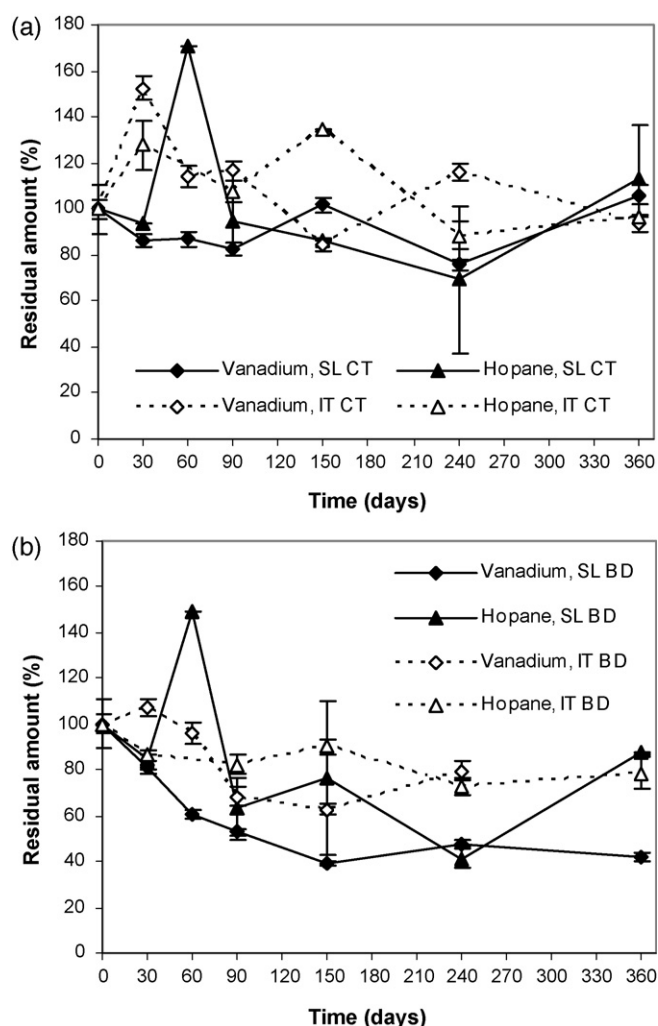 (a)
180
160
140
120
100
80
60
40
20
0
Residual amount (%)
Vanadium, SL CT
Hopane, SL CT
Vanadium, IT CT
Hopane, IT CT
0 30 60 90 120 150 180 210 240 270 300 330 360
Time (days)
(b)
180
160
140
120
100
80
60
40
20
0
Residual amount (%)
Vanadium, SL BD
Hopane, SL BD
Vanadium, IT BD
Hopane, IT BD
0 30 60 90 120 150 180 210 240 270 300 330 360
Time (days)